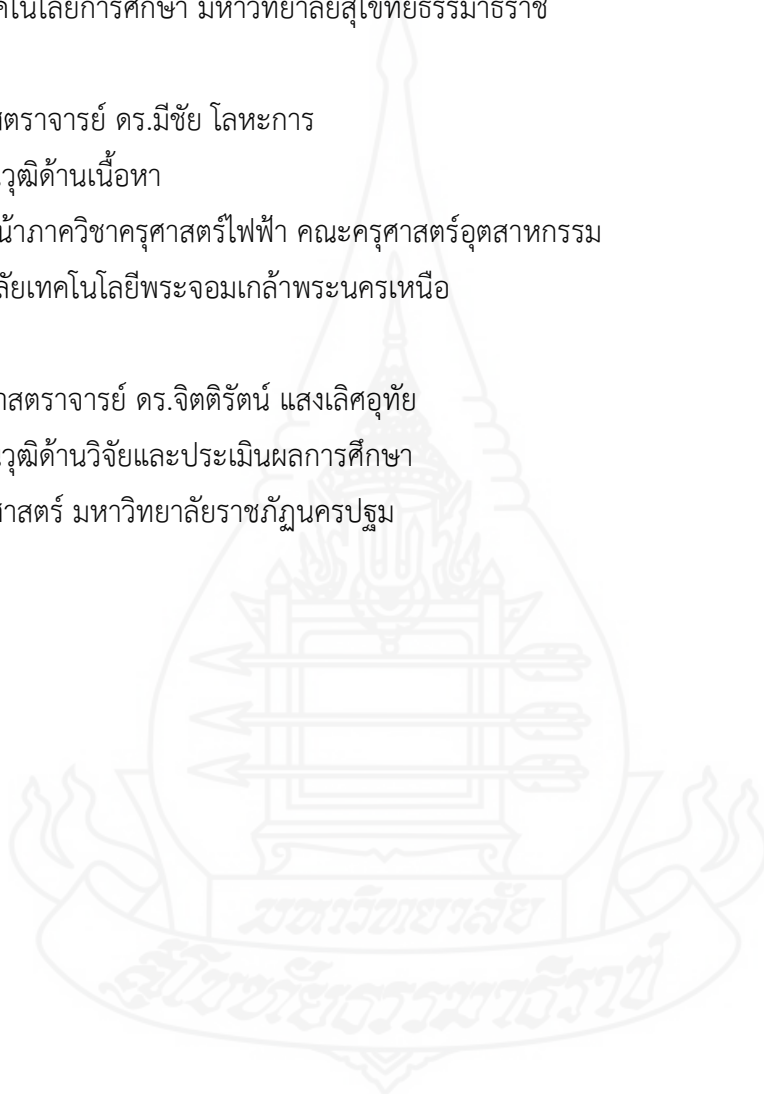 คโนโลยีการศึกษา มหาวิทยาลัยสุโขทัยธรรมาธิราช
สตราจารย์ ดร.มีชัย โลหะการ
วุฒิด้านเนื้อหา
น้าภาควิชาครุศาสตร์ไฟฟ้า คณะครุศาสตร์อุตสาหกรรม
ลัยเทคโนโลยีพระจอมเกล้าพระนครเหนือ
าสตราจารย์ ดร.จิตติรัตน์ แสงเลิศอุทัย
วุฒิด้านวิจัยและประเมินผลการศึกษา
ศาสตร์ มหาวิทยาลัยราชภัฏนครปฐม
มหาวิทยาลัย
สุโขทัยธรรมาธิราช